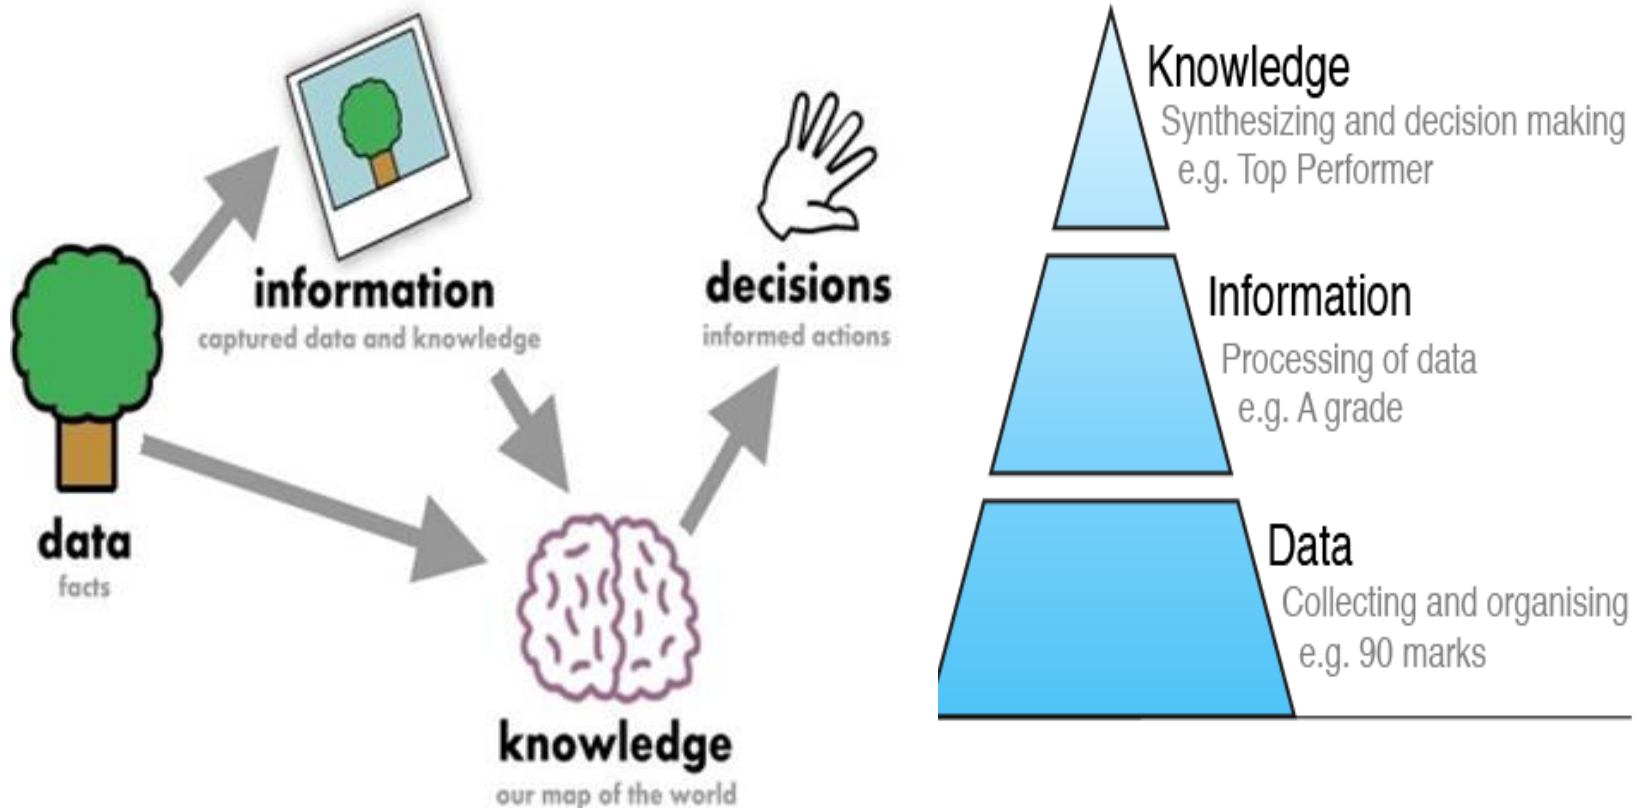 information
captured data and knowledge
decisions
informed actions
data
facts
knowledge
our map of the world
Knowledge
Synthesizing and decision making
e.g. Top Performer
Information
Processing of data
e.g. A grade
Data
Collecting and organising
e.g. 90 marks